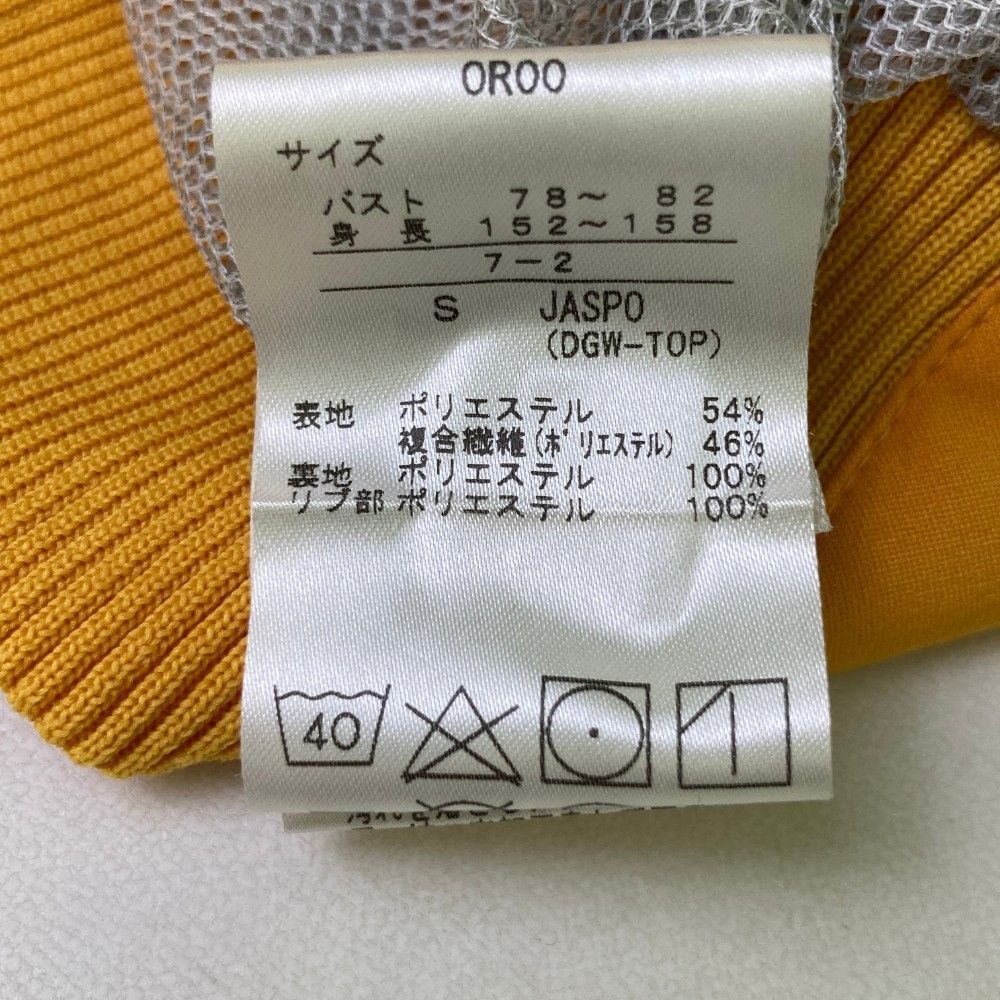 OROO
サイズ
バスト 78～ 82
身 長 152～158
7－2
S JASPO
(DGW-TOP)
表地 ポリエステル 54%
複合繊維(ポリエステル) 46%
裏地 ポリエステル 100%
リブ部 ポリエステル 100%
40